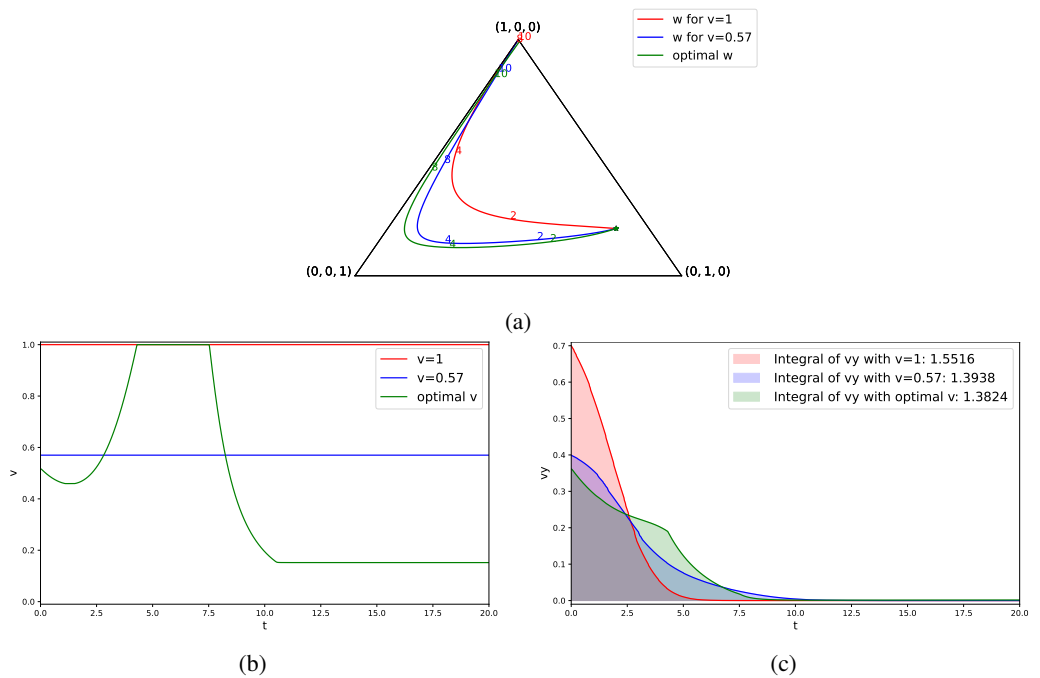 (1, 0, 0)
10
10
10
w for v=1
w for v=0.57
optimal w
4
8
8
2
2
2
4
4
(0, 0, 1)
(0, 1, 0)
(a)
1.0
0.8
0.6
0.4
0.2
0.0
v
0.0 2.5 5.0 7.5 10.0 12.5 15.0 17.5 20.0
t
v=1
v=0.57
optimal v
(b)
0.7
0.6
0.5
0.4
0.3
0.2
0.1
0.0
vy
0.0 2.5 5.0 7.5 10.0 12.5 15.0 17.5 20.0
t
Integral of vy with v=1: 1.5516
Integral of vy with v=0.57: 1.3938
Integral of vy with optimal v: 1.3824
(c)